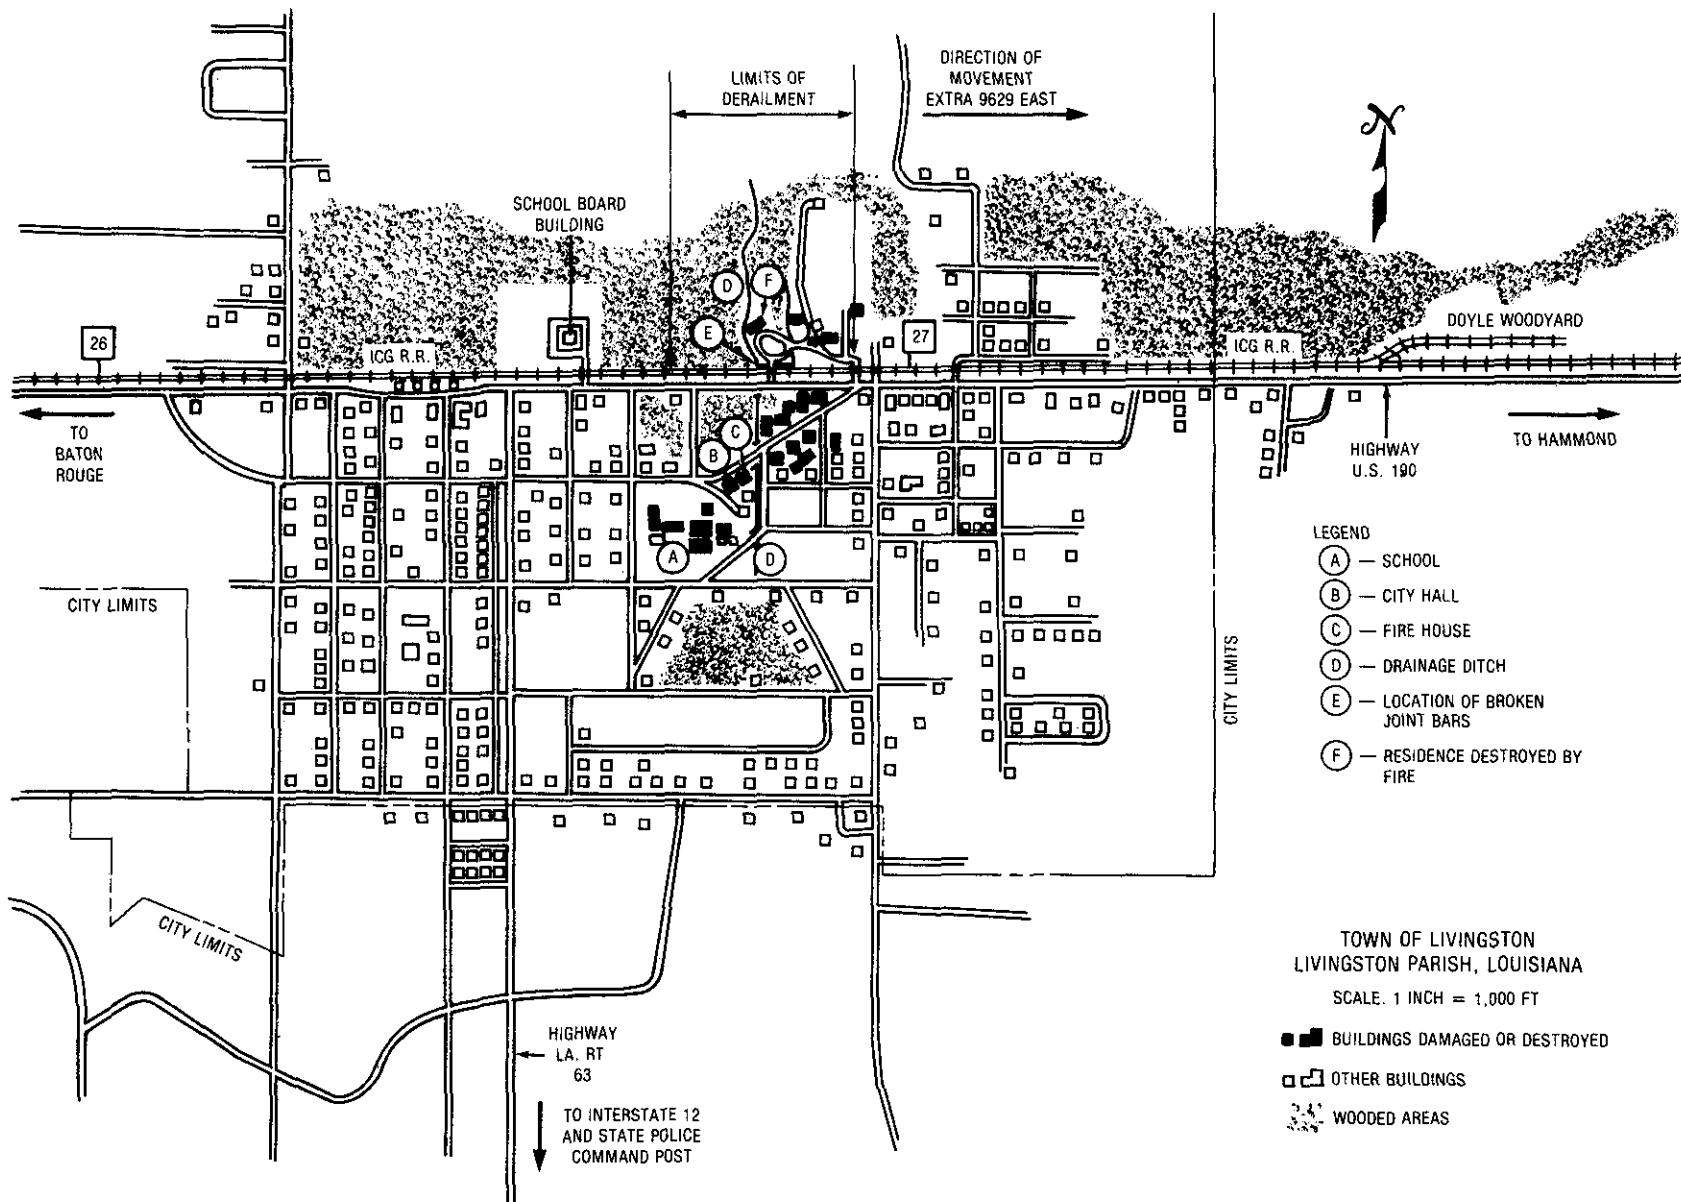 LIMITS OF
DERAILMENT
DIRECTION OF
MOVEMENT
EXTRA 9629 EAST
N
SCHOOL BOARD
BUILDING
D
F
E
26
ICG R.R.
27
ICG R.R.
DOYLE WOODYARD
TO
BATON
ROUGE
C
B
HIGHWAY
U.S. 190
TO HAMMOND
A
D
CITY LIMITS
CITY LIMITS
CITY LIMITS
LEGEND
A — SCHOOL
B — CITY HALL
C — FIRE HOUSE
D — DRAINAGE DITCH
E — LOCATION OF BROKEN
JOINT BARS
F — RESIDENCE DESTROYED BY
FIRE
TOWN OF LIVINGSTON
LIVINGSTON PARISH, LOUISIANA
SCALE. 1 INCH = 1,000 FT
BUILDINGS DAMAGED OR DESTROYED
OTHER BUILDINGS
WOODED AREAS
HIGHWAY
LA. RT
63
TO INTERSTATE 12
AND STATE POLICE
COMMAND POST